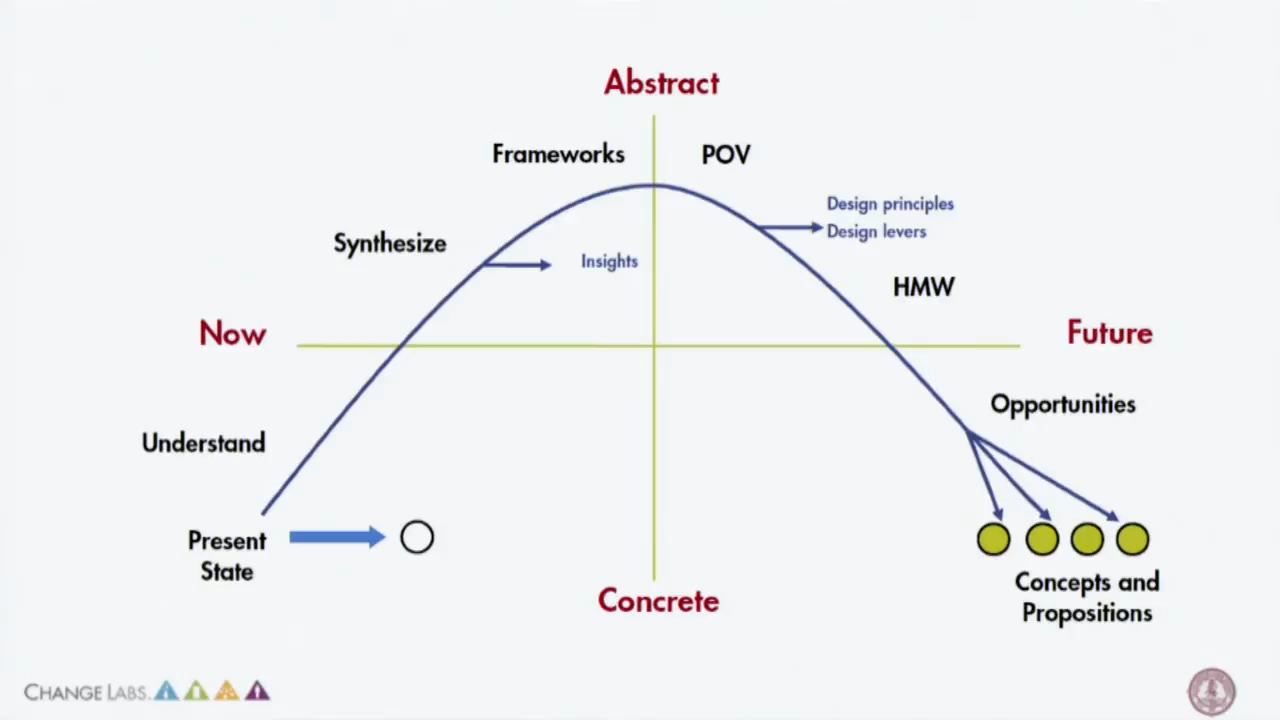 Abstract
Frameworks
POV
Design principles
Design levers
Synthesize
Insights
HMW
Now
Future
Opportunities
Understand
Present
State
Concepts and
Propositions
Concrete
CHANGE LABS.